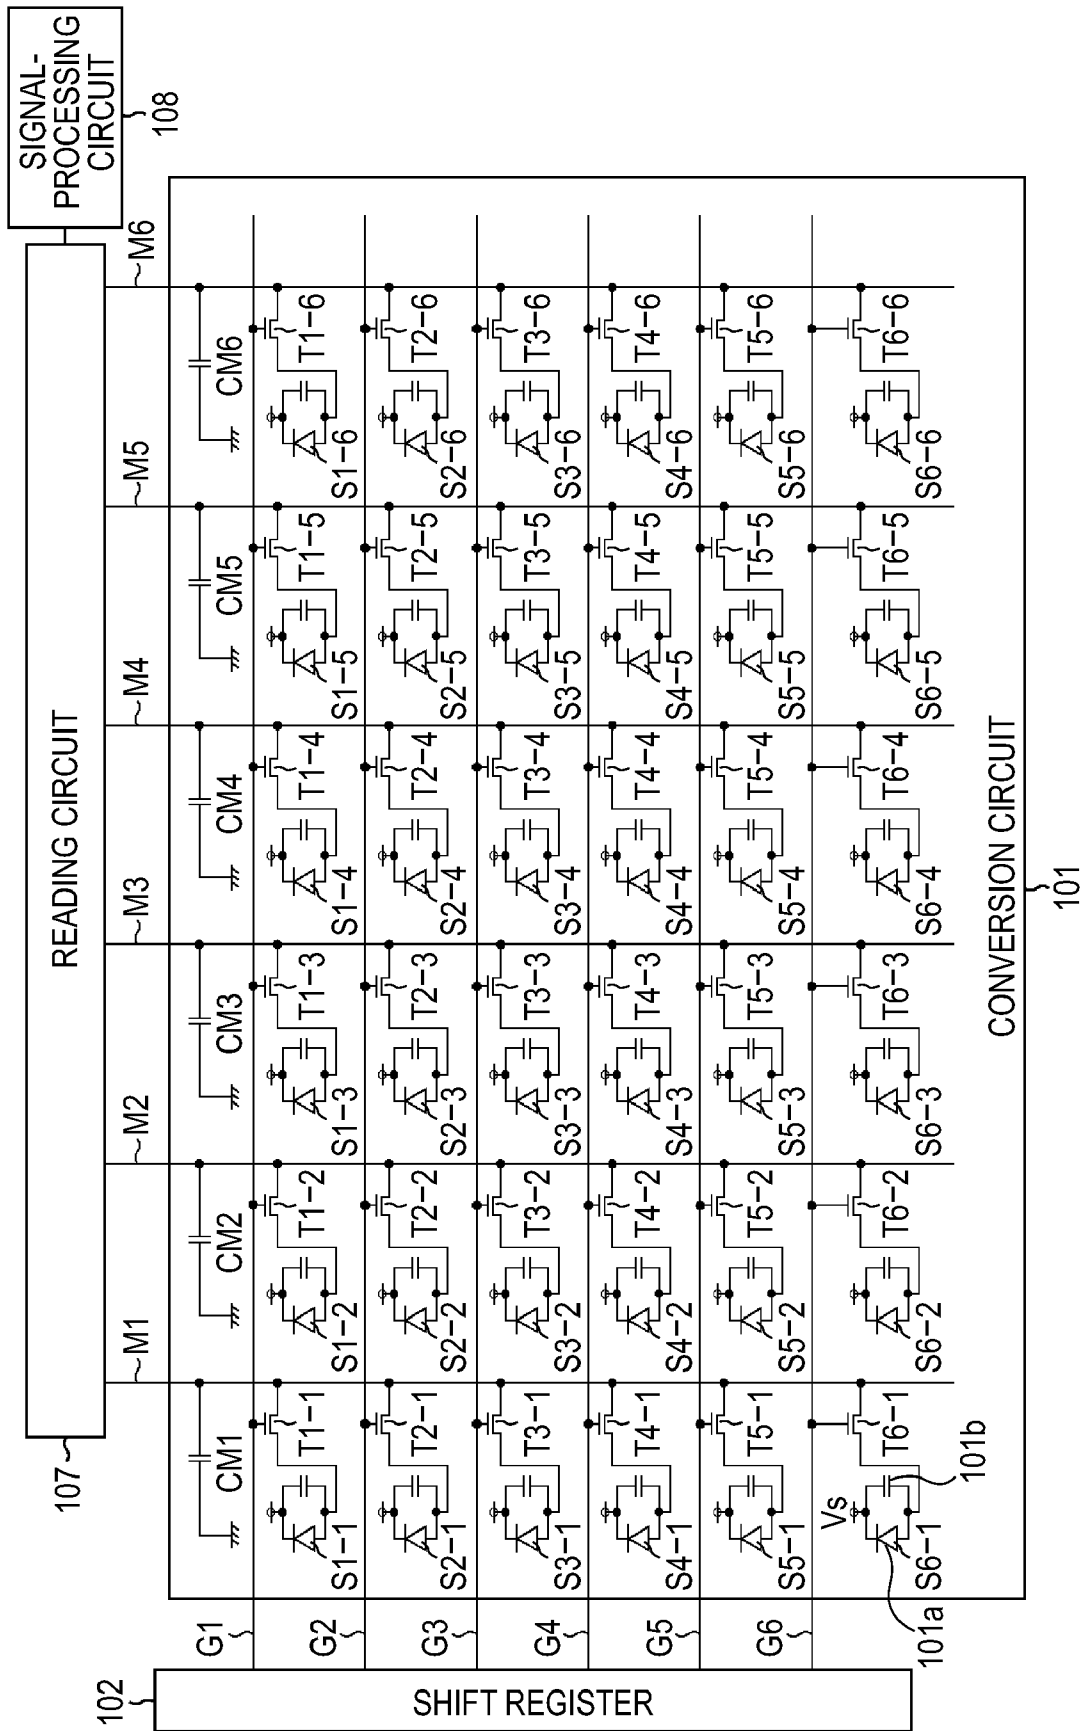 SIGNAL-
PROCESSING
CIRCUIT
108
READING CIRCUIT
107
M1
M2
M3
M4
M5
M6
CM1
CM2
CM3
CM4
CM5
CM6
102
SHIFT REGISTER
G1
G2
G3
G4
G5
G6
S1-1
T1-1
S1-2
T1-2
S1-3
T1-3
S1-4
T1-4
S1-5
T1-5
S1-6
T1-6
S2-1
T2-1
S2-2
T2-2
S2-3
T2-3
S2-4
T2-4
S2-5
T2-5
S2-6
T2-6
S3-1
T3-1
S3-2
T3-2
S3-3
T3-3
S3-4
T3-4
S3-5
T3-5
S3-6
T3-6
S4-1
T4-1
S4-2
T4-2
S4-3
T4-3
S4-4
T4-4
S4-5
T4-5
S4-6
T4-6
S5-1
T5-1
S5-2
T5-2
S5-3
T5-3
S5-4
T5-4
S5-5
T5-5
S5-6
T5-6
Vs
S6-1
T6-1
S6-2
T6-2
S6-3
T6-3
S6-4
T6-4
S6-5
T6-5
S6-6
T6-6
101a
101b
CONVERSION CIRCUIT
101